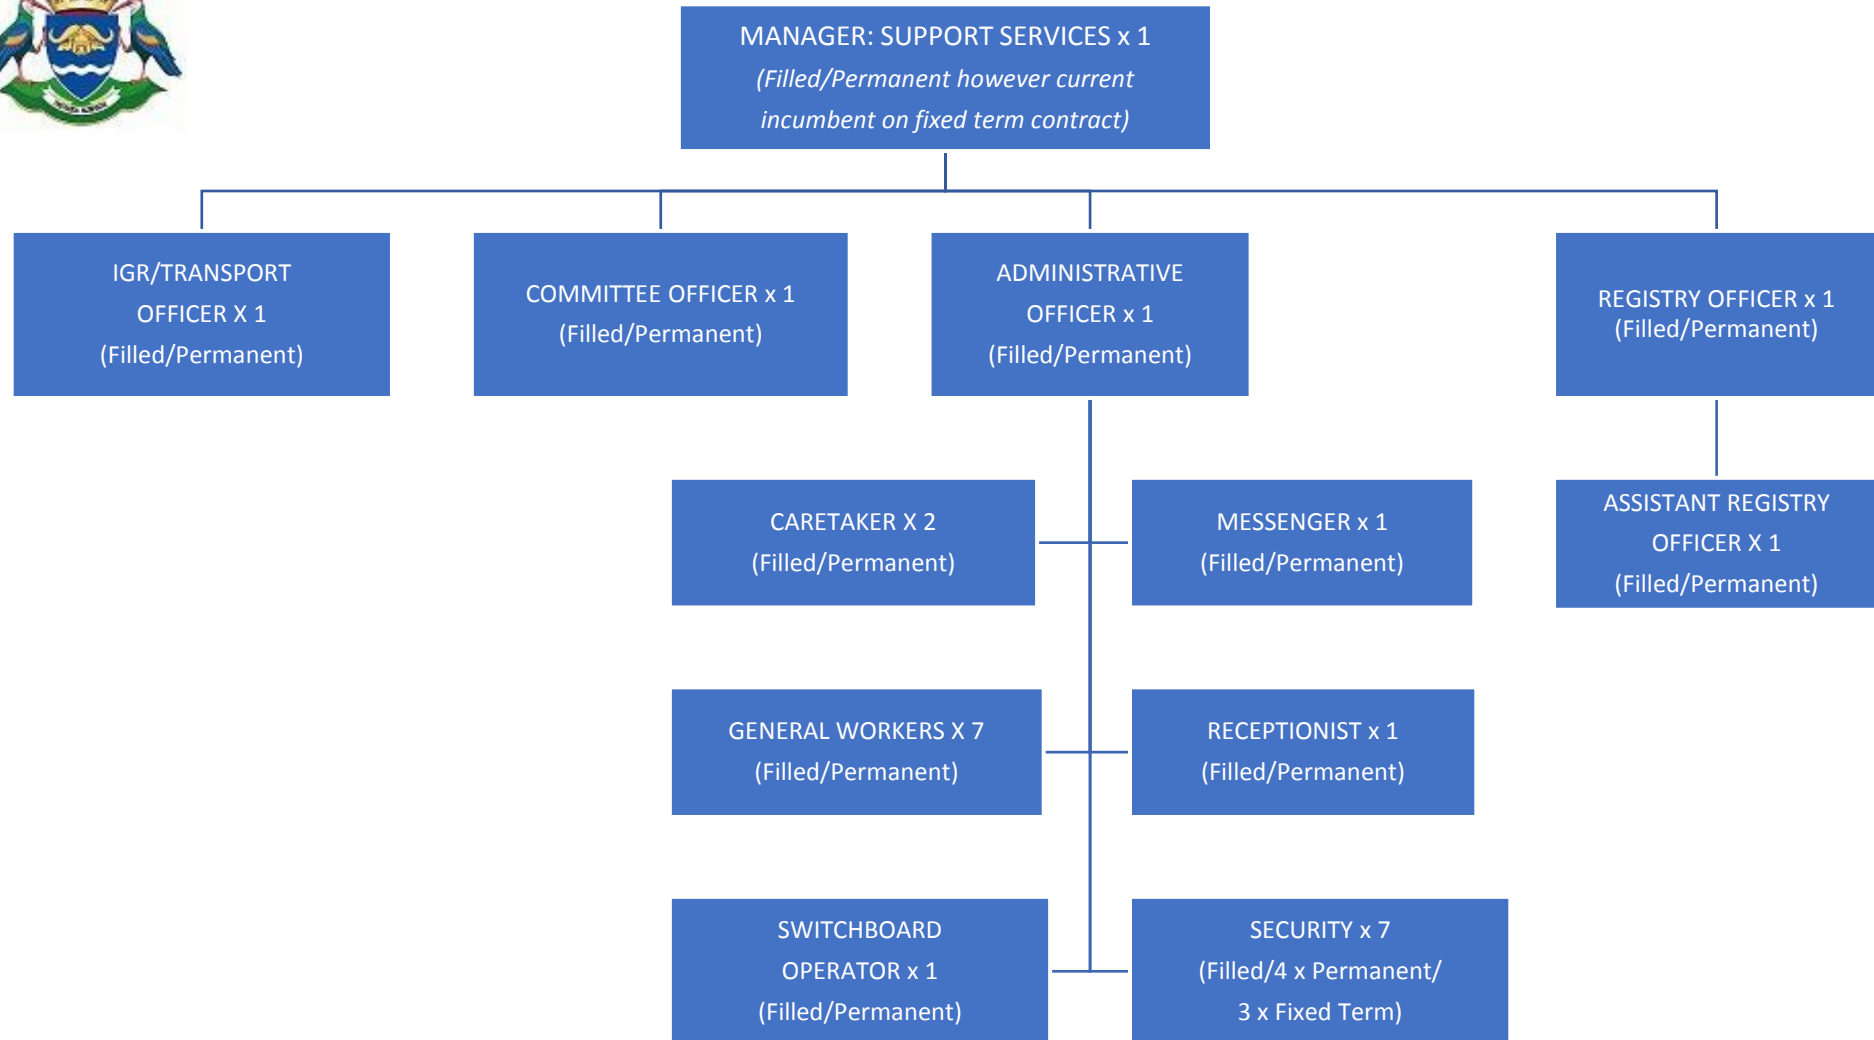 MANAGER: SUPPORT SERVICES x 1
(Filled/Permanent however current
incumbent on fixed term contract)
IGR/TRANSPORT
OFFICER X 1
(Filled/Permanent)
COMMITTEE OFFICER x 1
(Filled/Permanent)
ADMINISTRATIVE
OFFICER x 1
(Filled/Permanent)
REGISTRY OFFICER x 1
(Filled/Permanent)
CARETAKER X 2
(Filled/Permanent)
MESSENGER x 1
(Filled/Permanent)
ASSISTANT REGISTRY
OFFICER X 1
(Filled/Permanent)
GENERAL WORKERS X 7
(Filled/Permanent)
RECEPTIONIST x 1
(Filled/Permanent)
SWITCHBOARD
OPERATOR x 1
(Filled/Permanent)
SECURITY x 7
(Filled/4 x Permanent/
3 x Fixed Term)